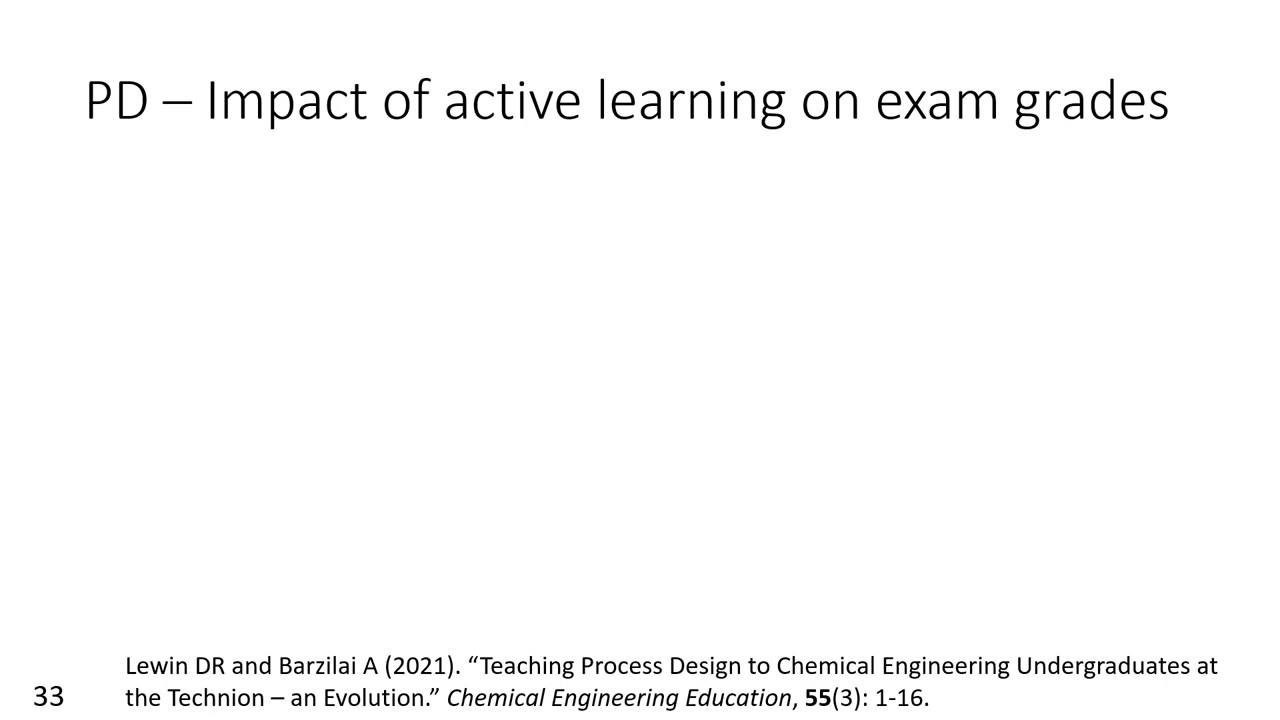 PD – Impact of active learning on exam grades
Lewin DR and Barzilai A (2021). “Teaching Process Design to Chemical Engineering Undergraduates at
the Technion – an Evolution.” Chemical Engineering Education, 55(3): 1-16.
33